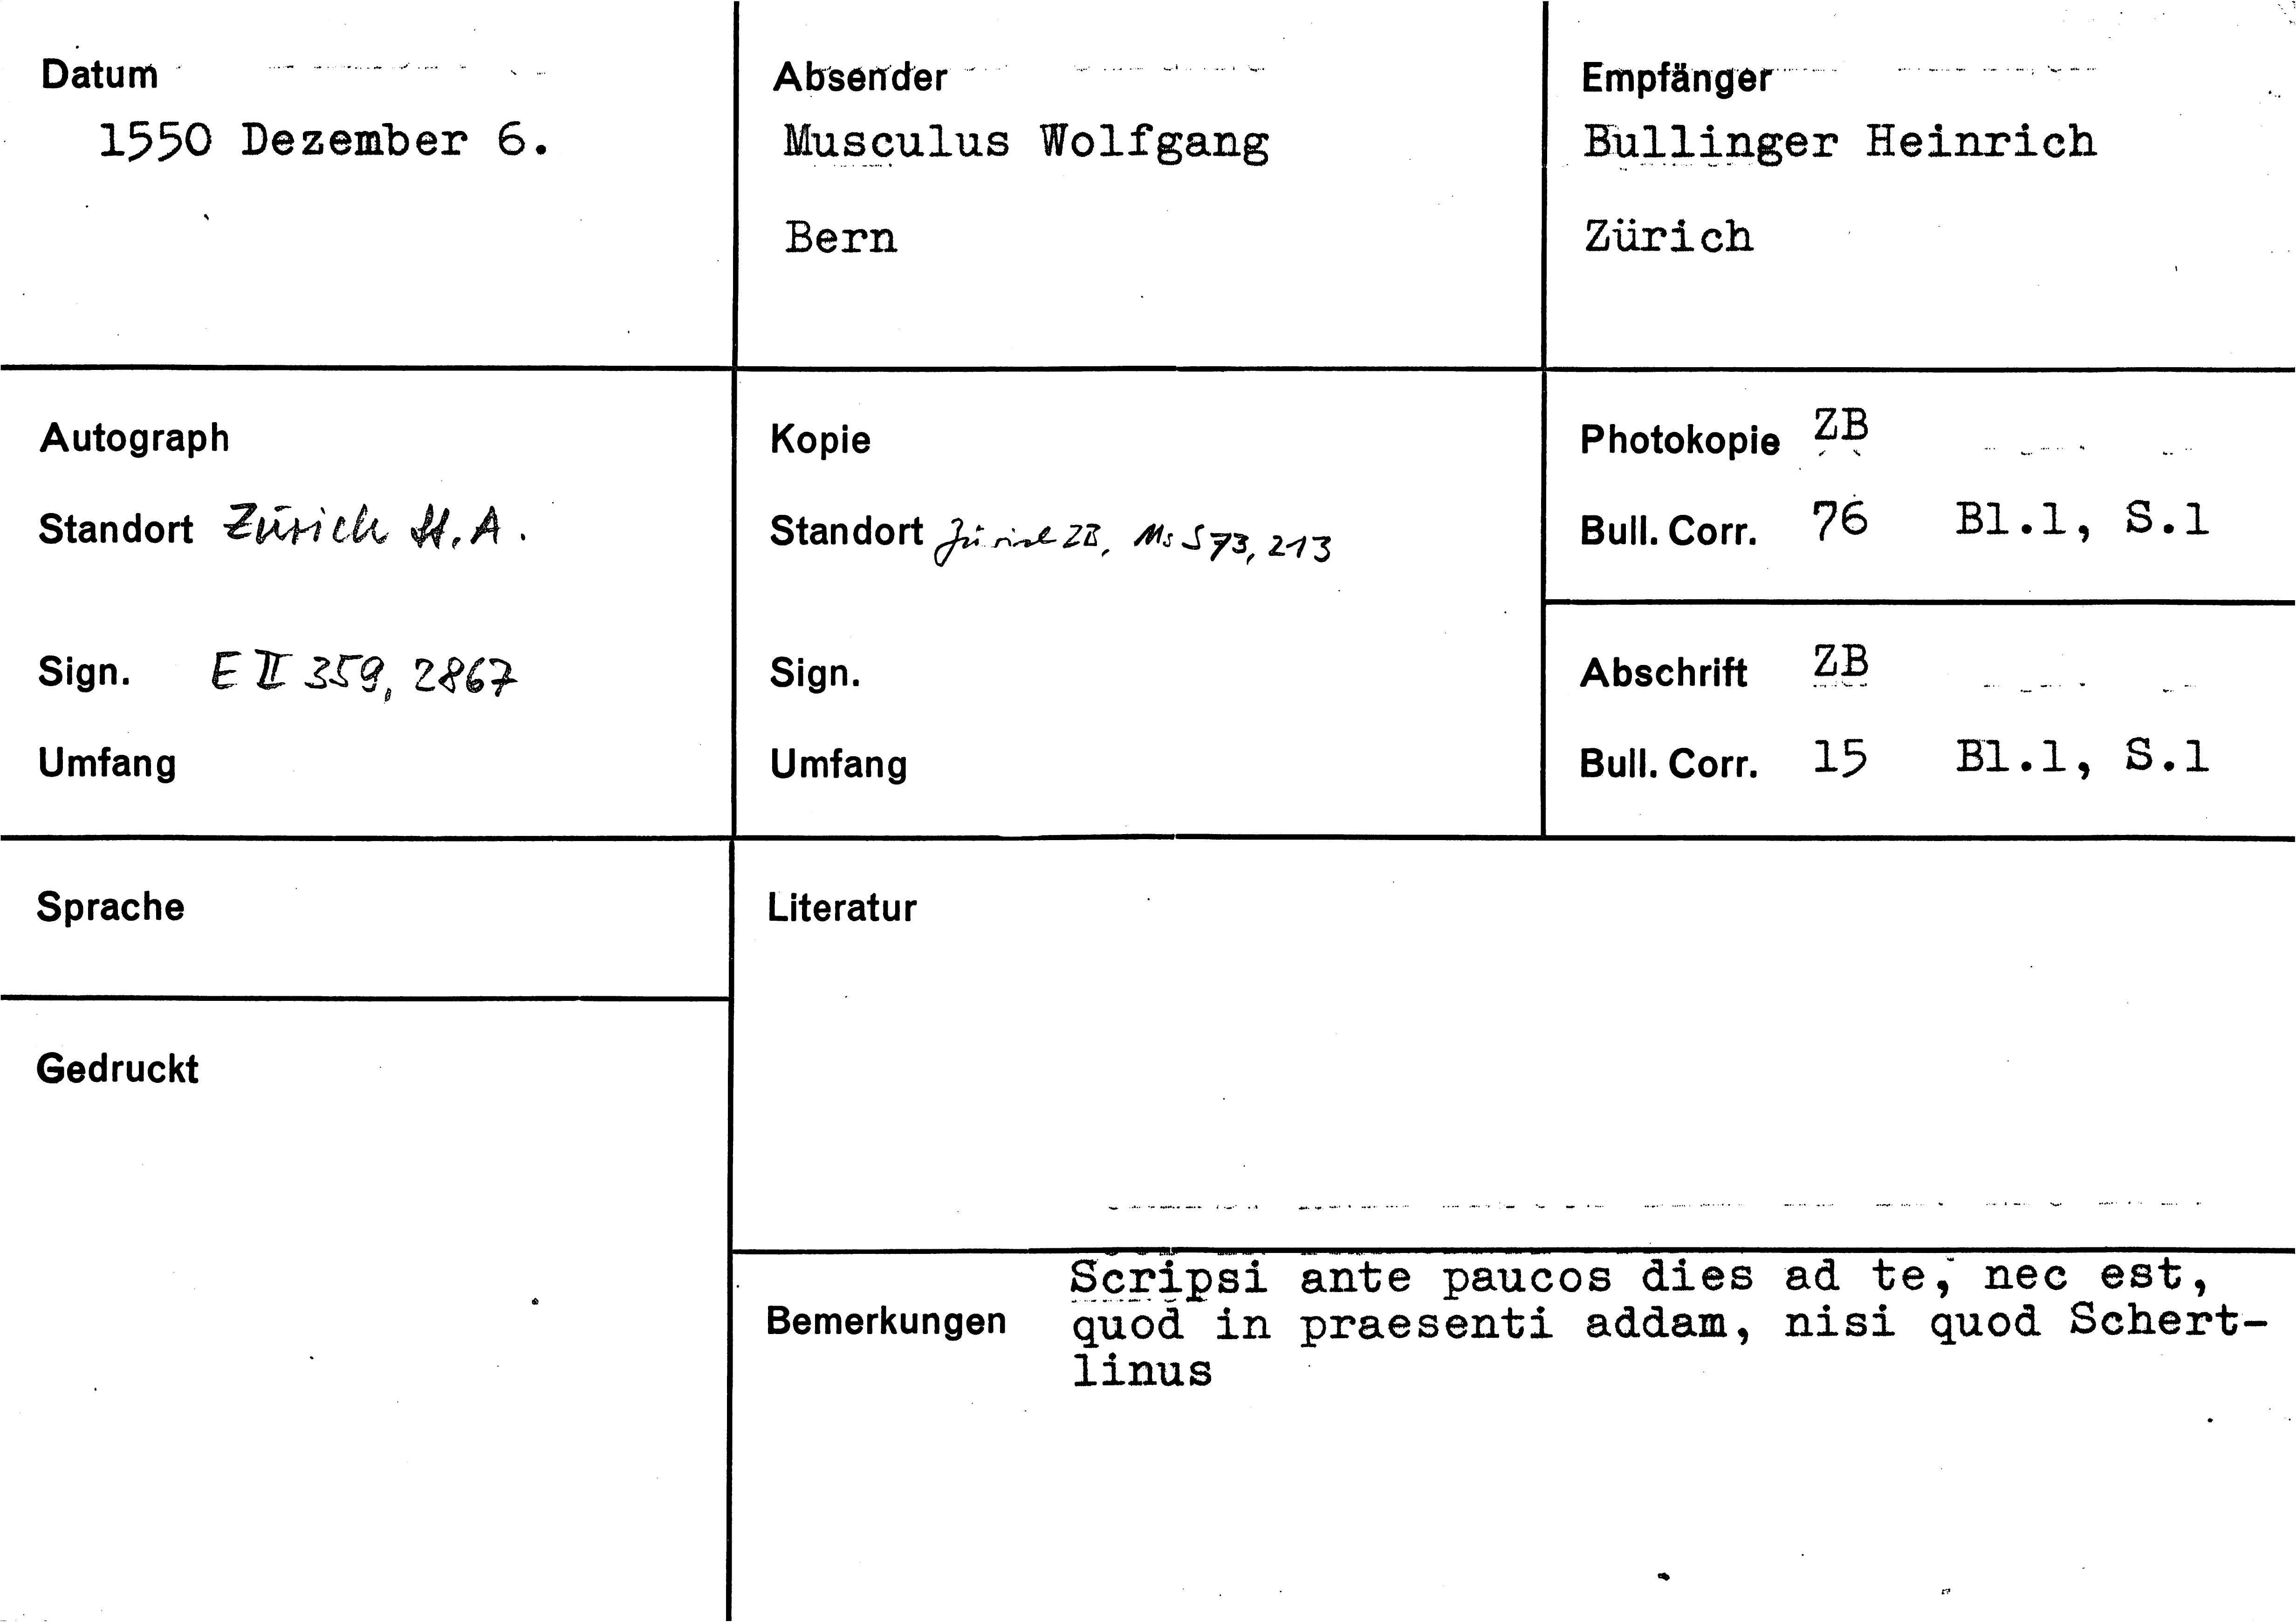 Datum
1550 Dezember 6.
Absender
Musculus Wolfgang
Bern
Empfänger
Bullinger Heinrich
Zürich
Autograph
Standort Zürich St.A.
Sign. E II 359, 2867
Umfang
Kopie
Standort Zürich ZB, Ms S 73, 213
Sign.
Umfang
Photokopie ZB
Bull. Corr. 76 Bl.1, S.1
Abschrift ZB
Bull. Corr. 15 Bl.1, S.1
Sprache
Gedruckt
Literatur
Bemerkungen
Scripsi ante paucos dies ad te, nec est,
quod in praesenti addam, nisi quod Schert-
linus